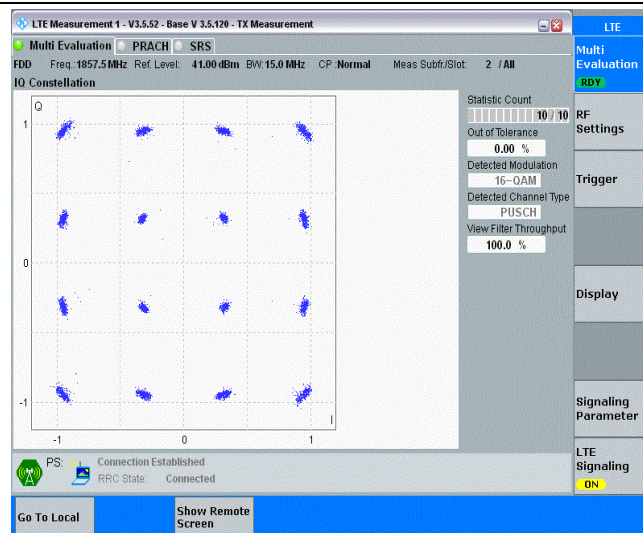 LTE Measurement 1 - V3.5.52 - Base V 3.5.120 - TX Measurement
LTE
Multi Evaluation PRACH SRS
Multi
Evaluation
RDY
FDD Freq.:1857.5 MHz Ref. Level: 41.00 dBm BW:15.0 MHz CP :Normal Meas Subfr./Slot: 2 / All
IQ Constellation
Q
1
0
-1
-1 0 1
I
Statistic Count
10 / 10
Out of Tolerance
0.00 %
Detected Modulation
16-QAM
Detected Channel Type
PUSCH
View Filter Throughput
100.0 %
RF
Settings
Trigger
Display
Signaling
Parameter
LTE
Signaling
ON
PS: Connection Established
RRC State: Connected
Go To Local
Show Remote
Screen